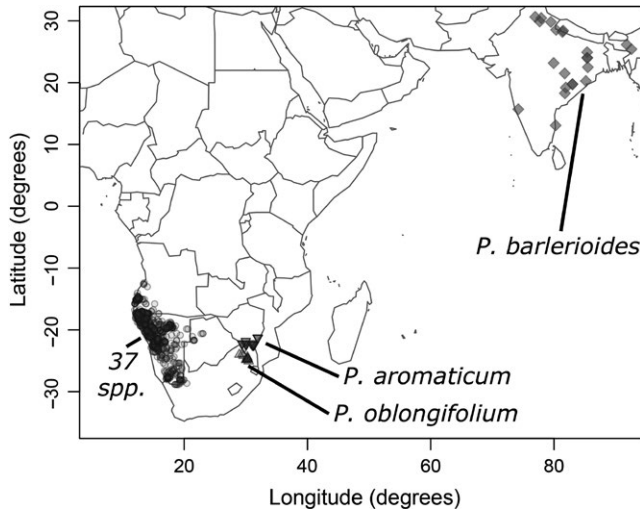 30
20
10
0
−10
−20
−30
Latitude (degrees)
P. barlerioides
37
spp.
P. aromaticum
P. oblongifolium
20
40
60
80
Longitude (degrees)